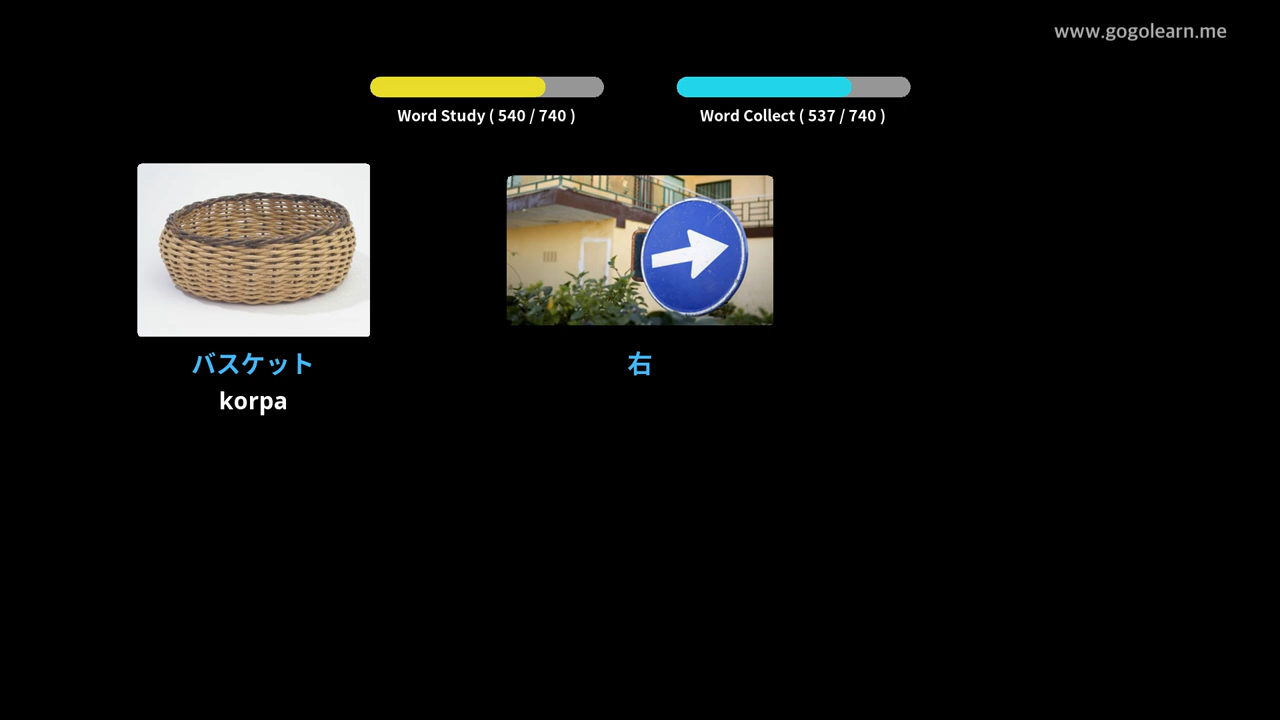 www.gogolearn.me
Word Study ( 540 / 740 )
Word Collect ( 537 / 740 )
バスケット
korpa
右